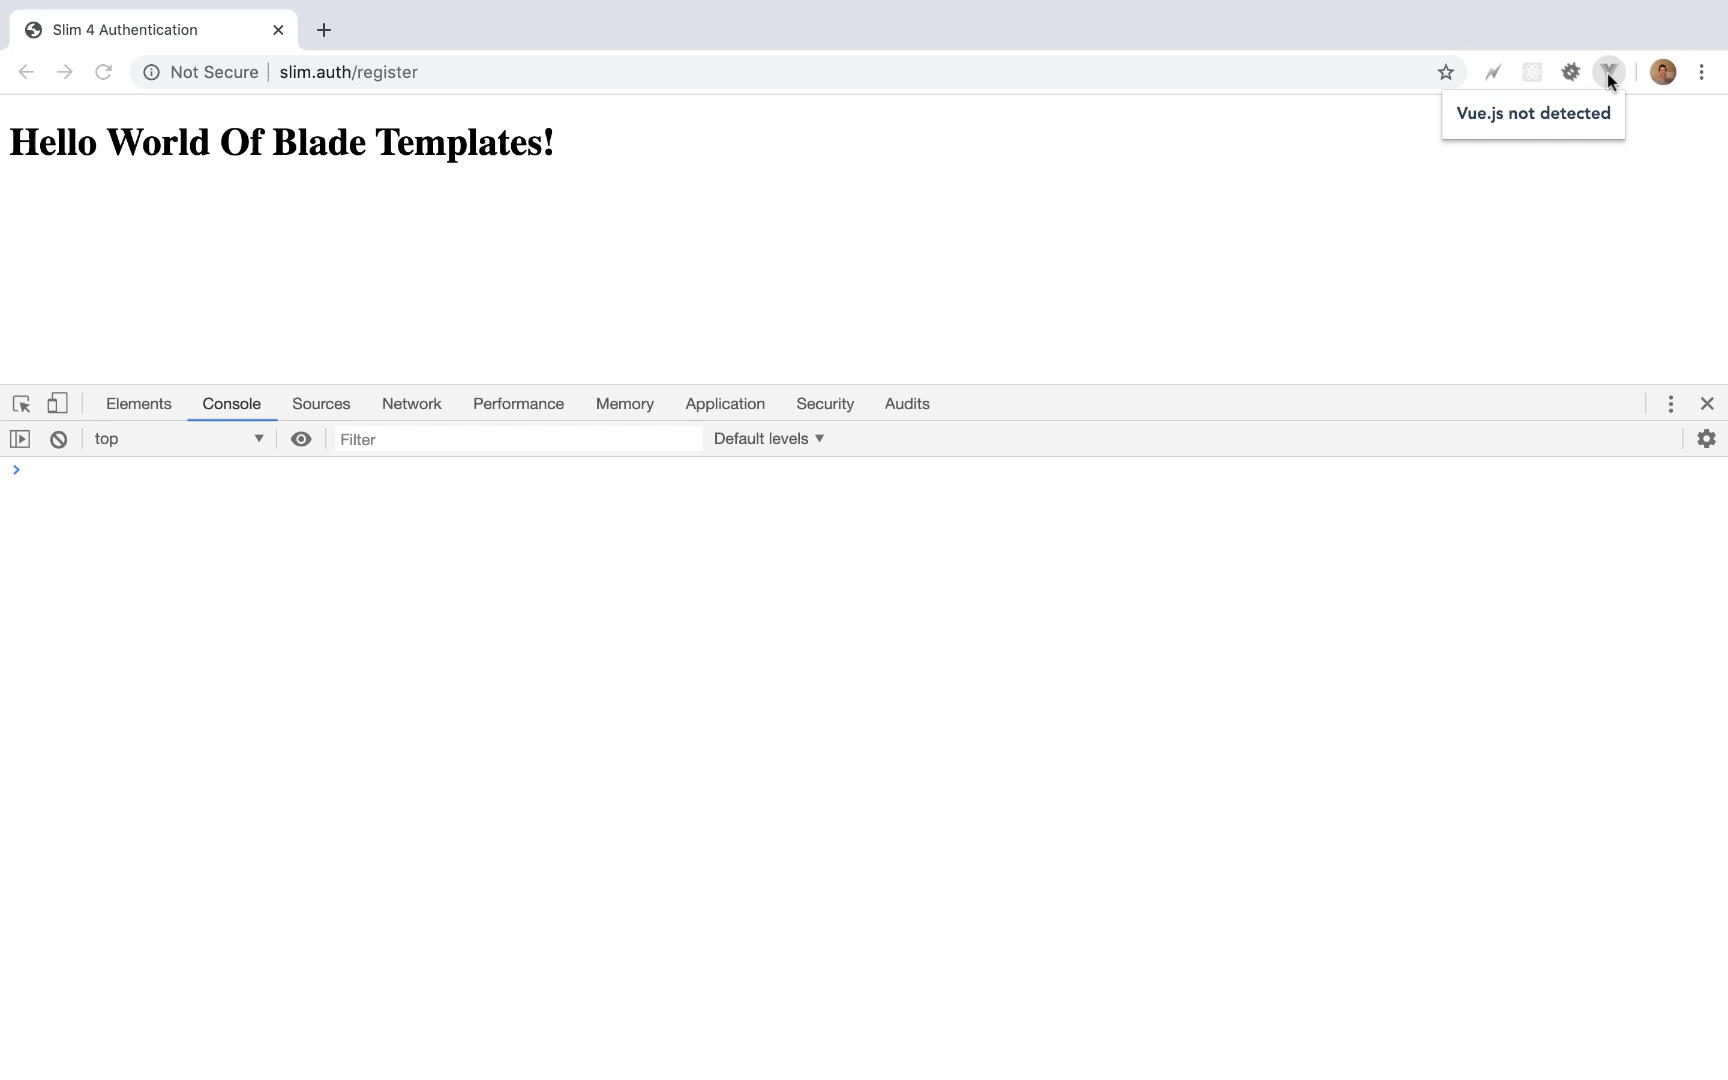 Slim 4 Authentication
Not Secure | slim.auth/register
Vue.js not detected
Hello World Of Blade Templates!
Elements Console Sources Network Performance Memory Application Security Audits
top Filter Default levels